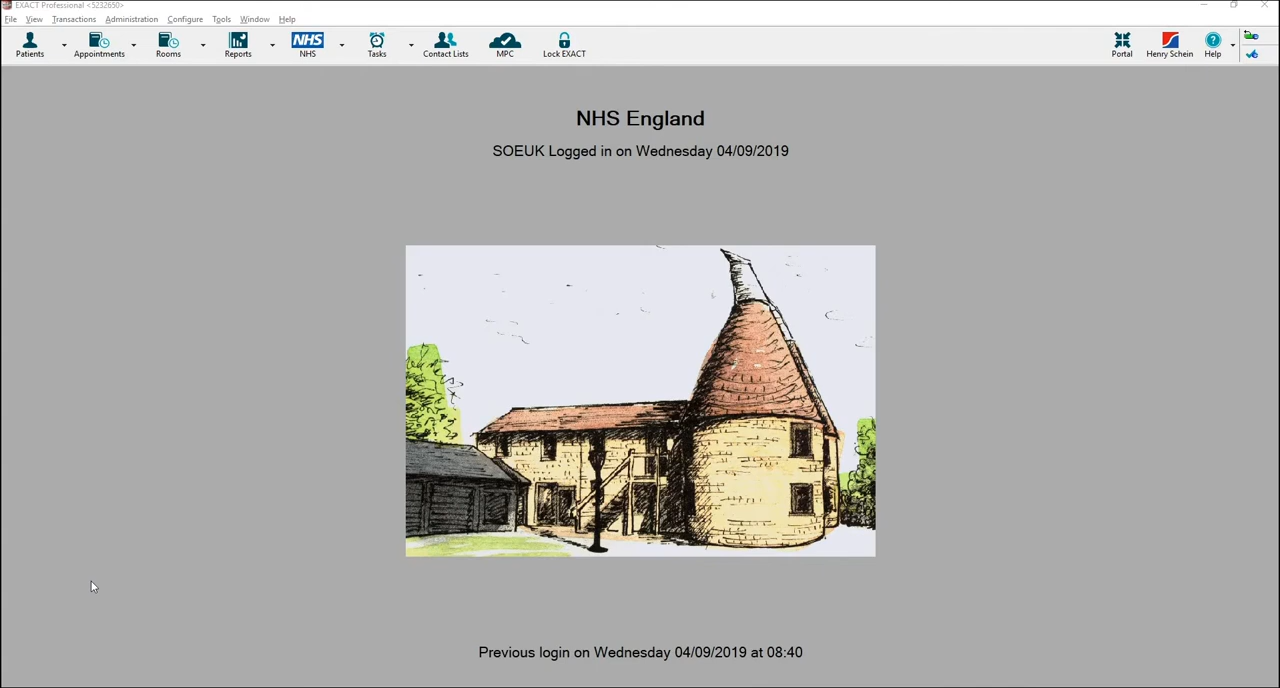 EXACT Professional <5232650>
File View Transactions Administration Configure Tools Window Help
Patients Appointments Rooms Reports NHS NHS Tasks Contact Lists MPC Lock EXACT Portal Henry Schein Help
NHS England
SOEUK Logged in on Wednesday 04/09/2019
Previous login on Wednesday 04/09/2019 at 08:40